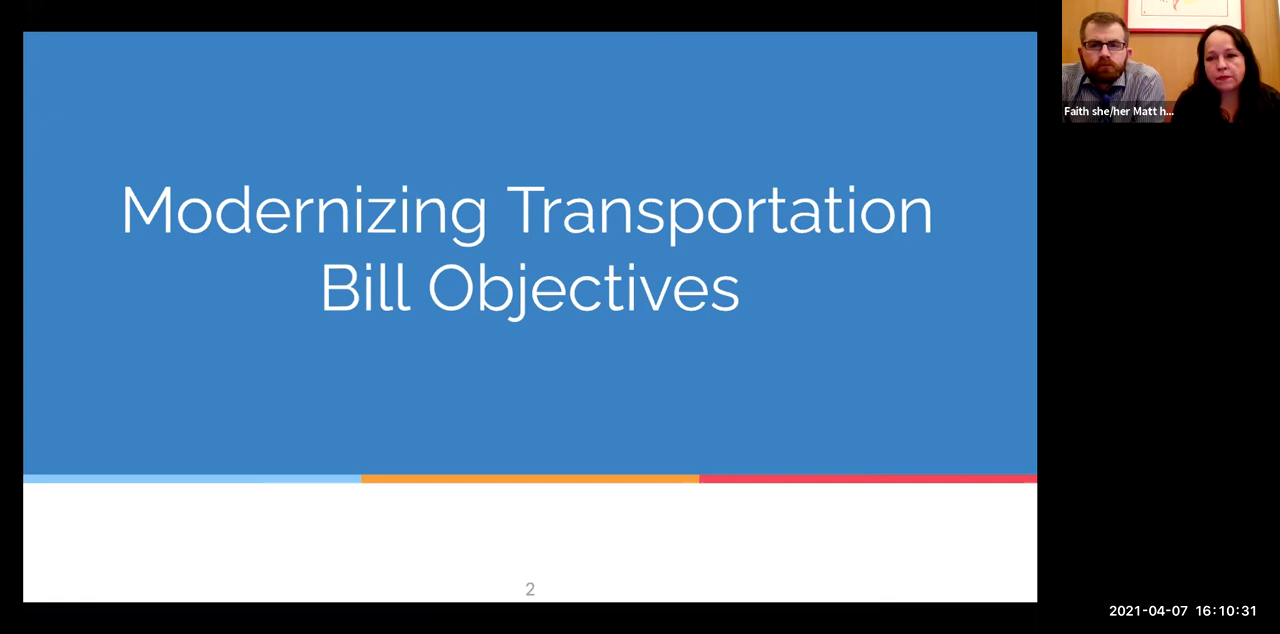 Modernizing Transportation
Bill Objectives
2
Faith she/her Matt h...
2021-04-07 16:10:31